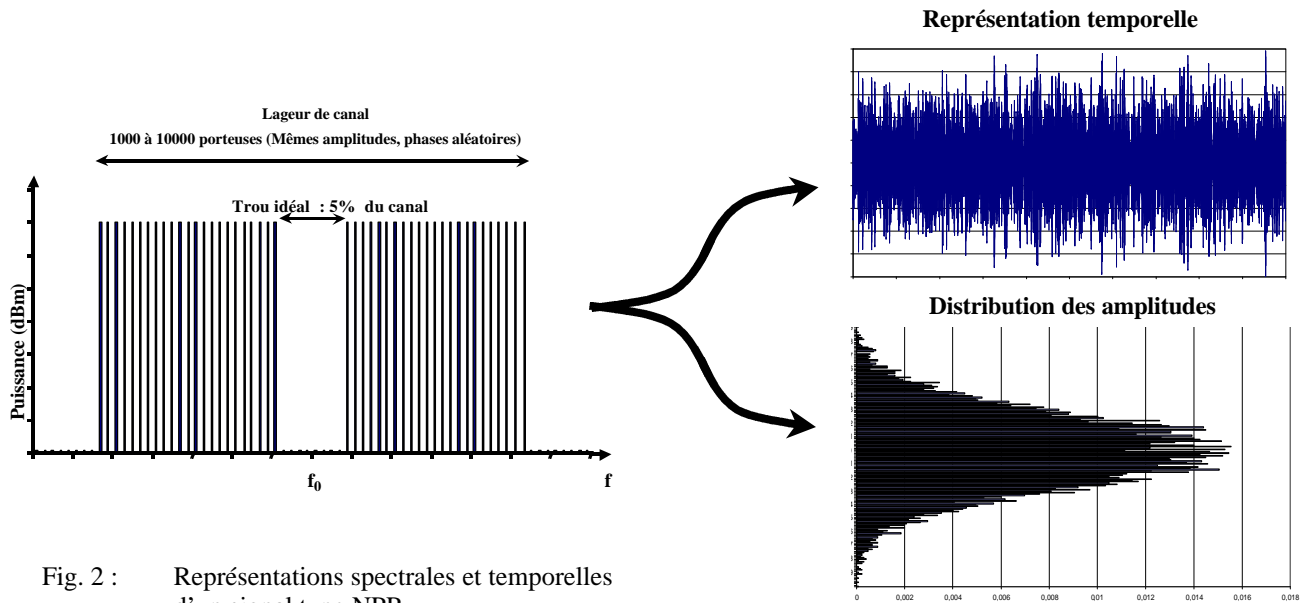 Représentation temporelle
Lageur de canal
1000 à 10000 porteuses (Mêmes amplitudes, phases aléatoires)
Trou idéal : 5% du canal
Puissance (dBm)
f0
f
Distribution des amplitudes
0 0,002 0,004 0,006 0,008 0,01 0,012 0,014 0,016 0,018
Fig. 2 : Représentations spectrales et temporelles